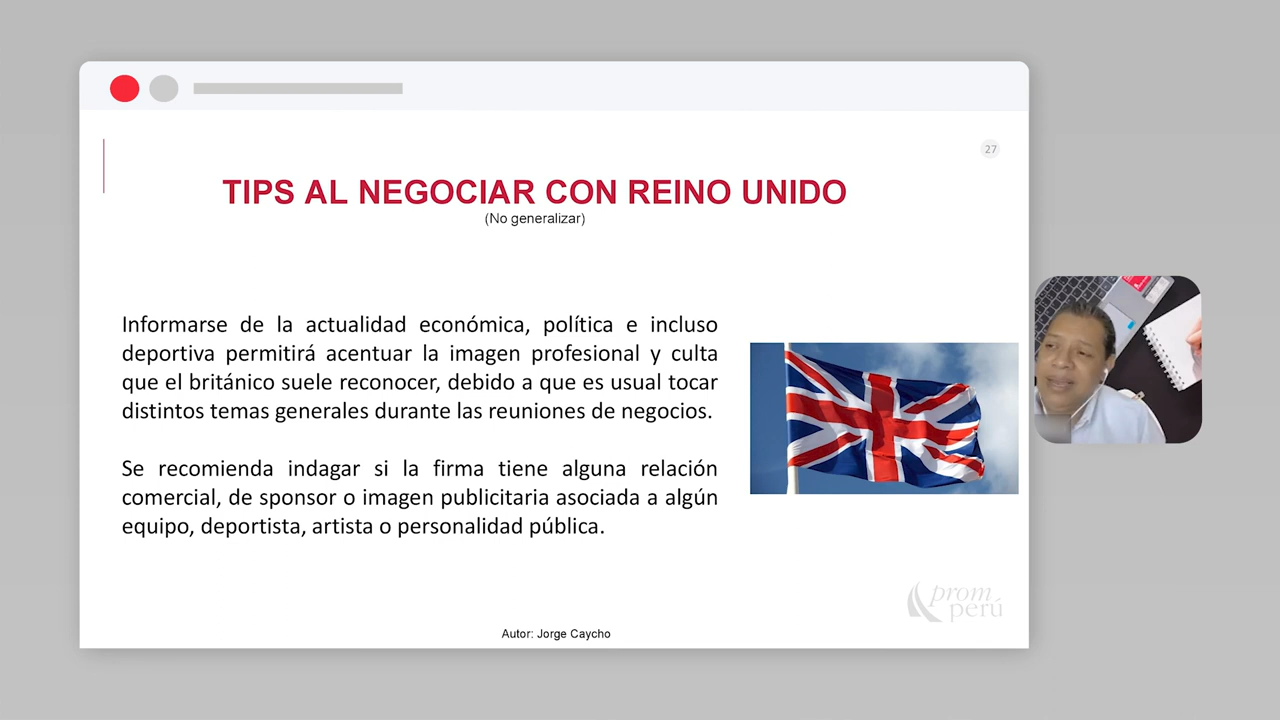 27
TIPS AL NEGOCIAR CON REINO UNIDO
(No generalizar)
Informarse de la actualidad económica, política e incluso
deportiva permitirá acentuar la imagen profesional y culta
que el británico suele reconocer, debido a que es usual tocar
distintos temas generales durante las reuniones de negocios.
Se recomienda indagar si la firma tiene alguna relación
comercial, de sponsor o imagen publicitaria asociada a algún
equipo, deportista, artista o personalidad pública.
prom
perú
Autor: Jorge Caycho